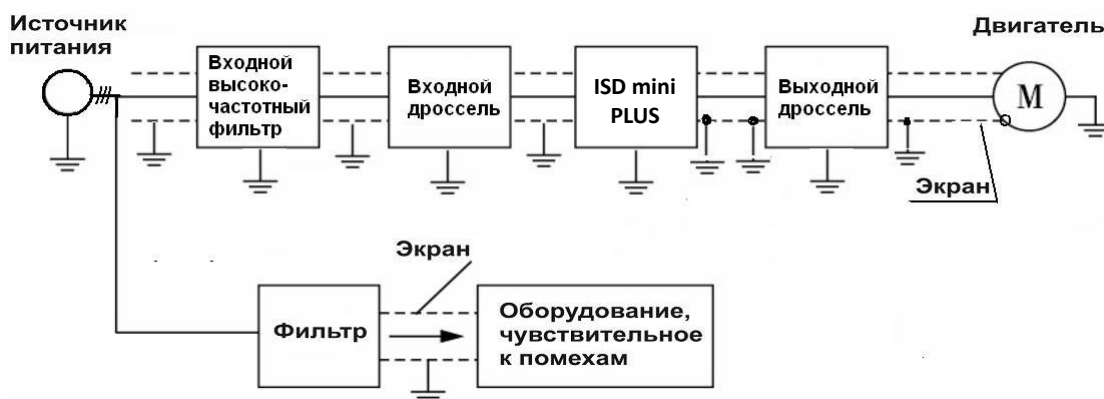 Источник
питания
Входной
высоко-
частотный
фильтр
Входной
дроссель
ISD mini
PLUS
Выходной
дроссель
Двигатель
M
Экран
Экран
Фильтр
Оборудование,
чувствительное
к помехам